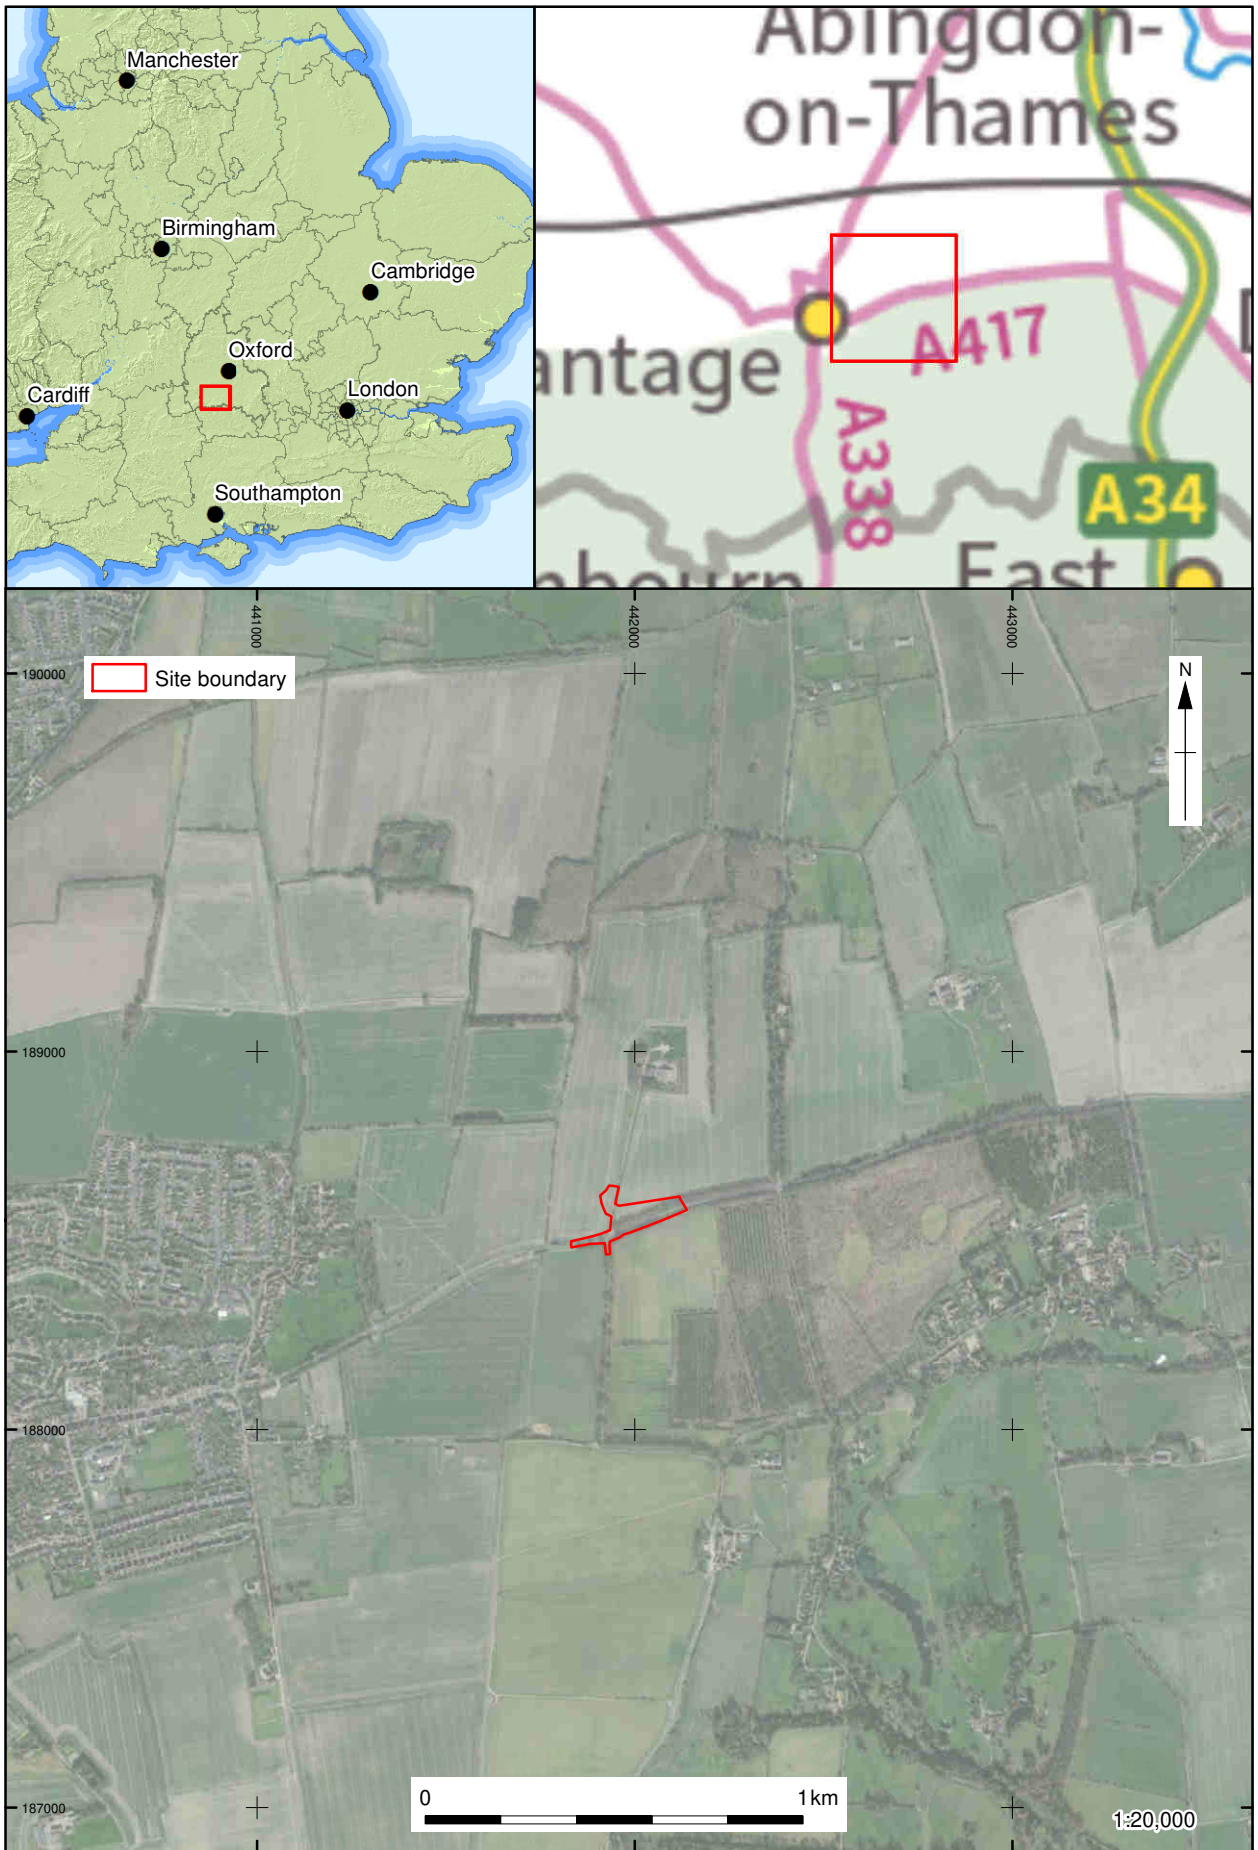 Manchester
Birmingham
Cambridge
Oxford
Cardiff
London
Southampton
Abingdon-
on-Thames
antage
A417
A338
A34
East
441000
442000
443000
190000
Site boundary
N
189000
188000
187000
0
1km
1:20,000